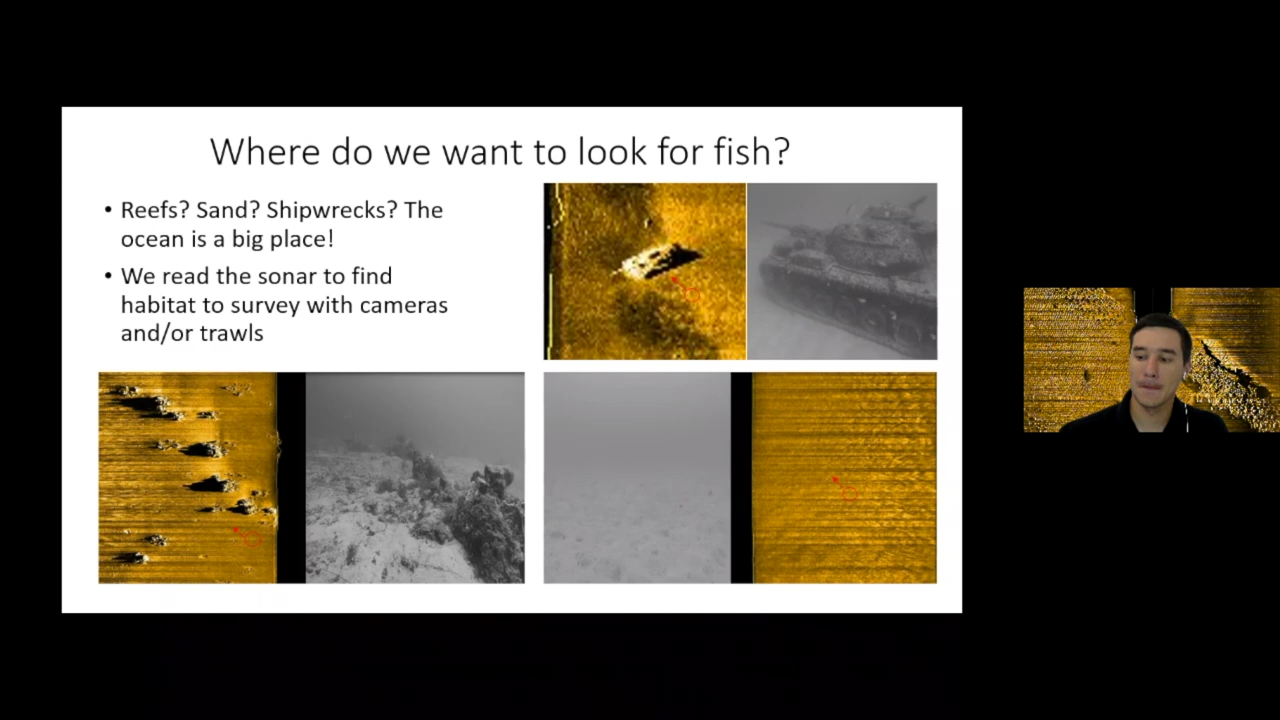 Where do we want to look for fish?
• Reefs? Sand? Shipwrecks? The
ocean is a big place!
• We read the sonar to find
habitat to survey with cameras
and/or trawls